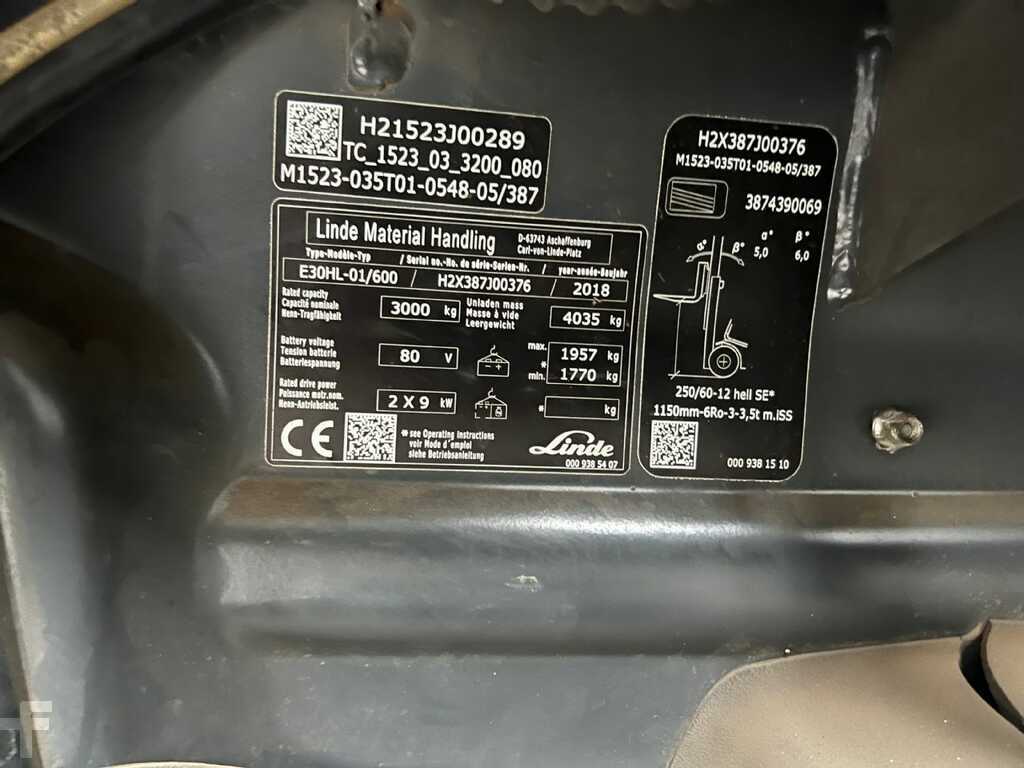 H21523J00289
TC_1523_03_3200_080
M1523-035T01-0548-05/387
Linde Material Handling
D-63743 Aschaffenburg
Carl-von-Linde-Platz
Type-Modèle-Typ / Serial no.-No. de série-Serien-Nr. / year-année-Baujahr
E30HL-01/600 / H2X387J00376 / 2018
Rated capacity
Capacité nominale
Nenn-Tragfähigkeit
3000 kg
Unladen mass
Masse à vide
Leergewicht
4035 kg
Battery voltage
Tension batterie
Batteriespannung
80 V
max. 1957 kg
*
min. 1770 kg
Rated drive power
Puissance motr.nom.
Nenn-Antriebsleist.
2 X 9 kW
* kg
CE
* see Operating Instructions
voir Mode d'emploi
siehe Betriebsanleitung
Linde
000 938 54 07
H2X387J00376
M1523-035T01-0548-05/387
3874390069
α° β°
5,0 6,0
α° β°
250/60-12 hell SE*
1150mm-6Ro-3-3,5t m.ISS
000 938 15 10
F